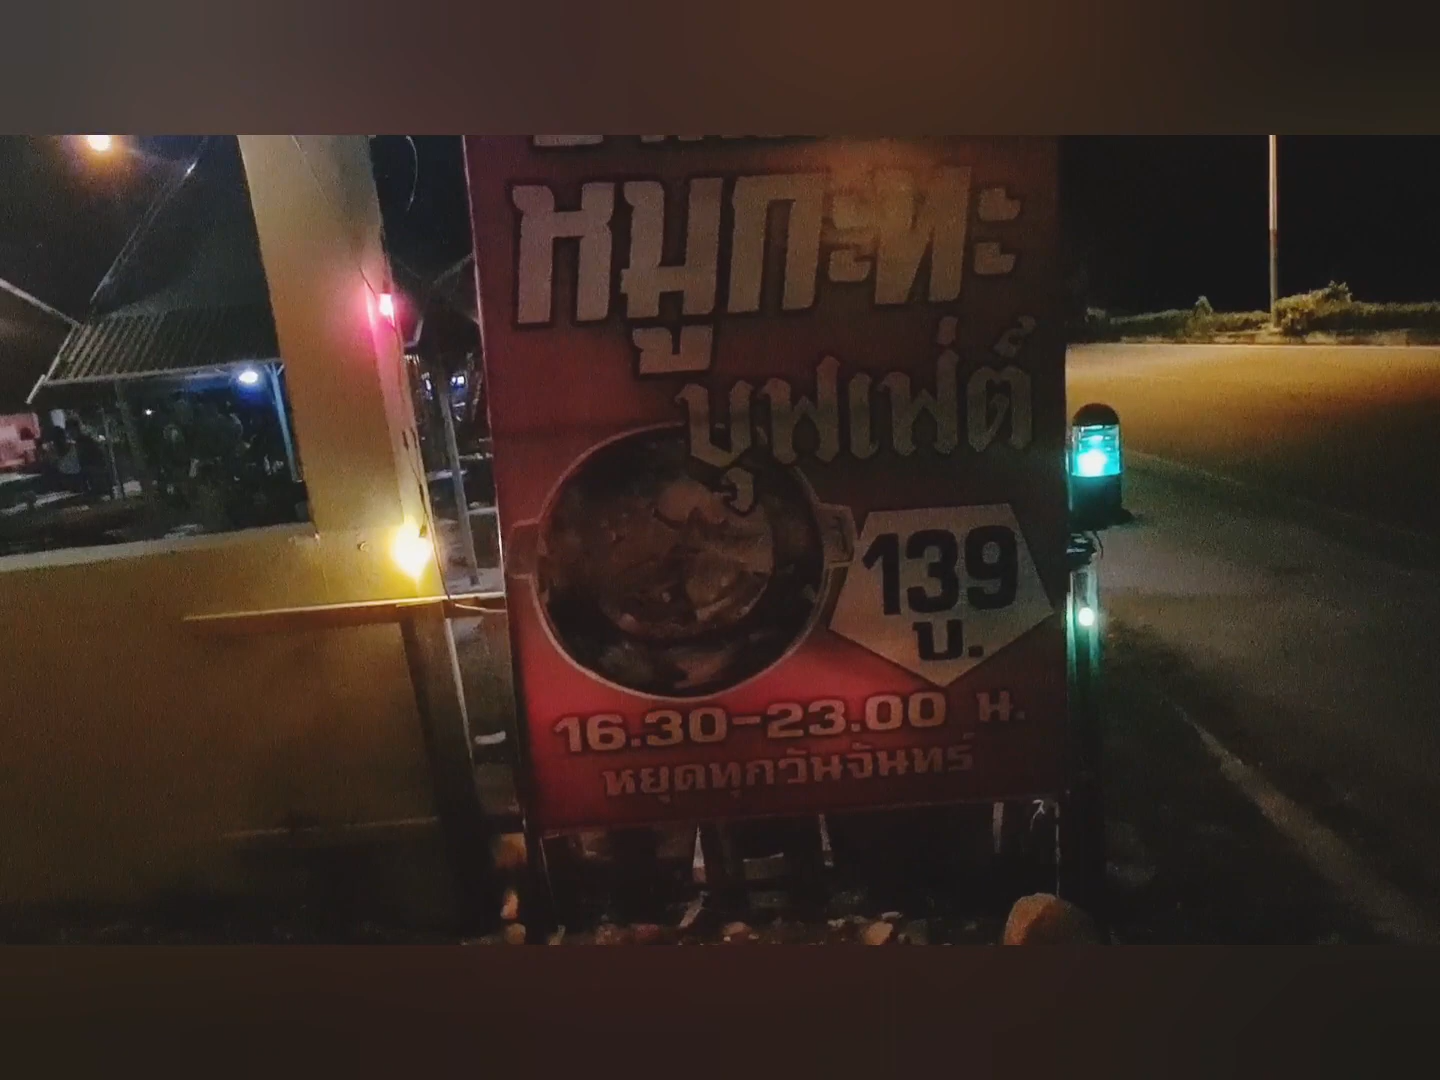 หมูกะทะ
บุฟเฟ่ต์
139
บ.
16.30-23.00 น.
หยุดทุกวันจันทร์